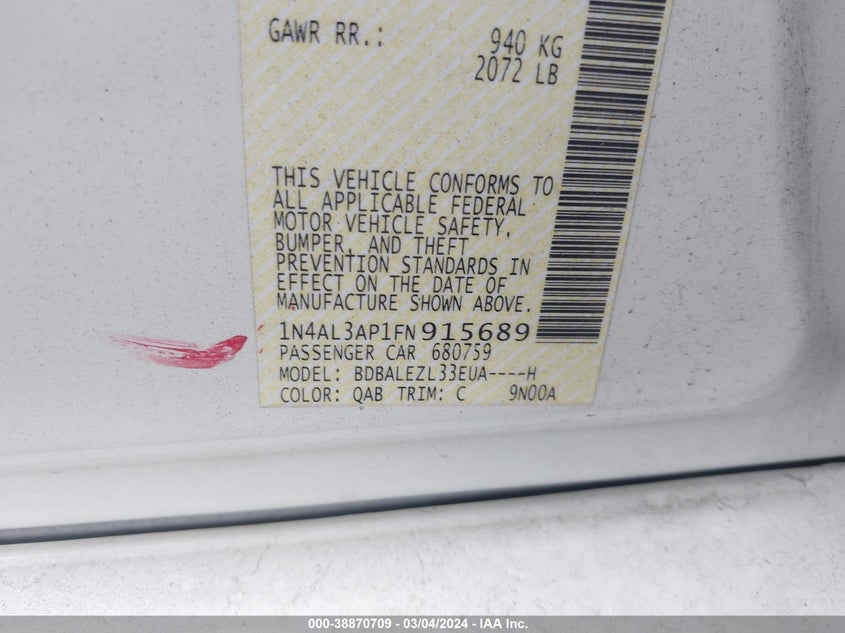 GAWR RR.: 940 KG
2072 LB
THIS VEHICLE CONFORMS TO
ALL APPLICABLE FEDERAL
MOTOR VEHICLE SAFETY,
BUMPER, AND THEFT
PREVENTION STANDARDS IN
EFFECT ON THE DATE OF
MANUFACTURE SHOWN ABOVE.
1N4AL3AP1FN915689
PASSENGER CAR 680759
MODEL: BDBALEZL33EUA----H
COLOR: QAB TRIM: C 9N00A
000-38870709 - 03/04/2024 - IAA Inc.